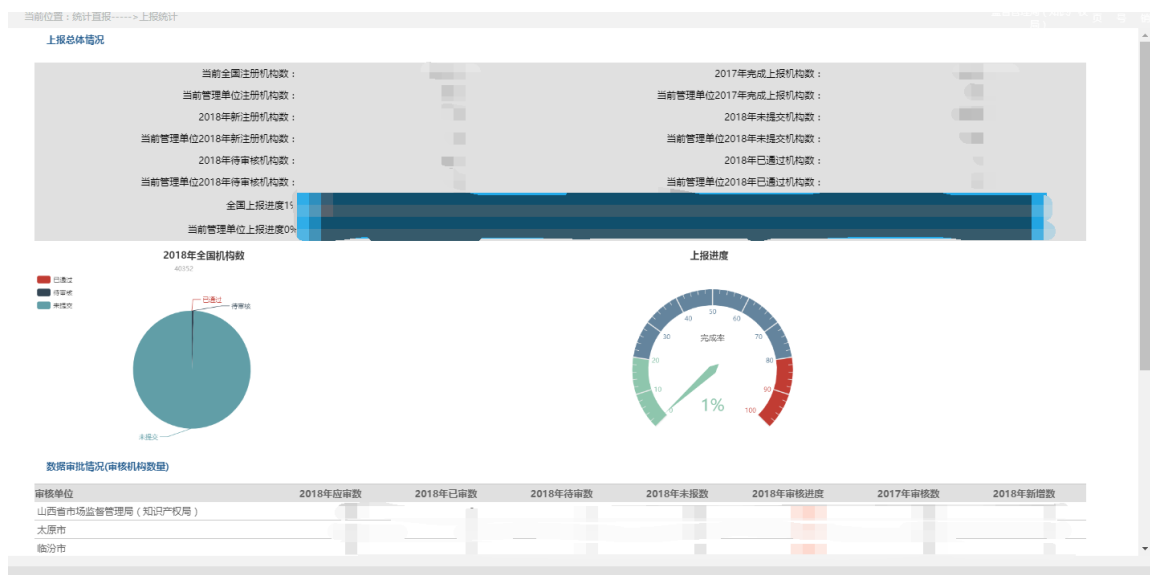 当前位置：统计直报----->上报统计
上报总体情况
当前全国注册机构数： 2017年完成上报机构数：
当前管理单位注册机构数： 当前管理单位2017年完成上报机构数：
2018年新注册机构数： 2018年未提交机构数：
当前管理单位2018年新注册机构数： 当前管理单位2018年未提交机构数：
2018年待审核机构数： 2018年已通过机构数：
当前管理单位2018年待审核机构数： 当前管理单位2018年已通过机构数：
全国上报进度1%
当前管理单位上报进度0%
2018年全国机构数
40352
已通过
待审核
未提交
已通过
待审核
未提交
上报进度
0 10 20 30 40 50 60 70 80 90 100
完成率
1%
数据审批情况(审核机构数量)
审核单位 2018年应审数 2018年已审数 2018年待审数 2018年未报数 2018年审核进度 2017年审核数 2018年新增数
山西省市场监督管理局（知识产权局）
太原市
临汾市